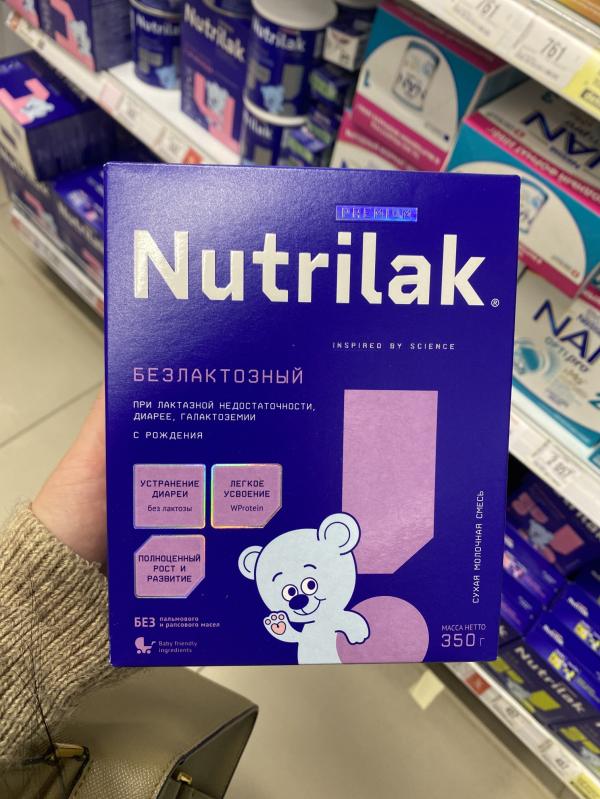 761
761
Nutrilak
NAN
PREMIUM
Nutrilak®
INSPIRED BY SCIENCE
NAN
БЕЗЛАКТОЗНЫЙ
ПРИ ЛАКТАЗНОЙ НЕДОСТАТОЧНОСТИ,
ДИАРЕЕ, ГАЛАКТОЗЕМИИ
С РОЖДЕНИЯ
УСТРАНЕНИЕ
ДИАРЕИ
без лактозы
ЛЕГКОЕ
УСВОЕНИЕ
WProtein
ПОЛНОЦЕННЫЙ
РОСТ И
РАЗВИТИЕ
СУХАЯ МОЛОЧНАЯ СМЕСЬ
БЕЗ пальмового
и рапсового масел
Baby friendly
ingredients
МАССА НЕТТО
350 г
Nutrilak